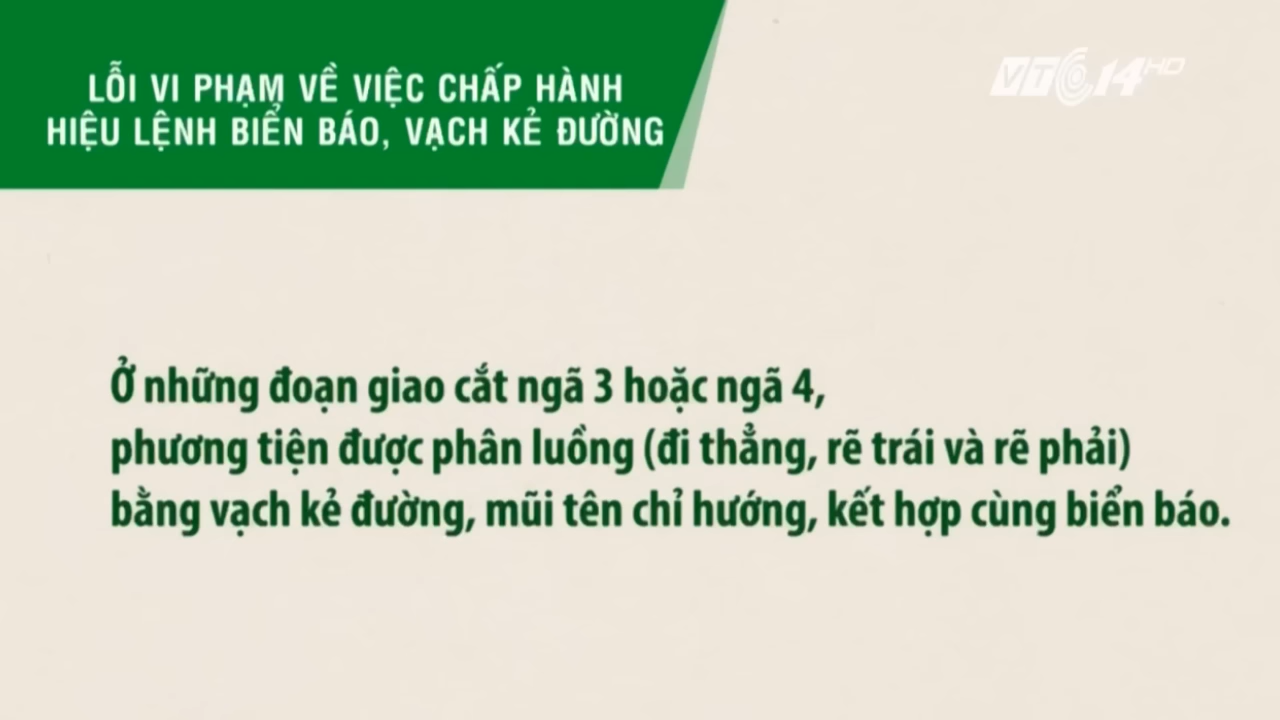 LỖI VI PHẠM VỀ VIỆC CHẤP HÀNH
HIỆU LỆNH BIỂN BÁO, VẠCH KẺ ĐƯỜNG
VTC14HD
Ở những đoạn giao cắt ngã 3 hoặc ngã 4,
phương tiện được phân luồng (đi thẳng, rẽ trái và rẽ phải)
bằng vạch kẻ đường, mũi tên chỉ hướng, kết hợp cùng biển báo.